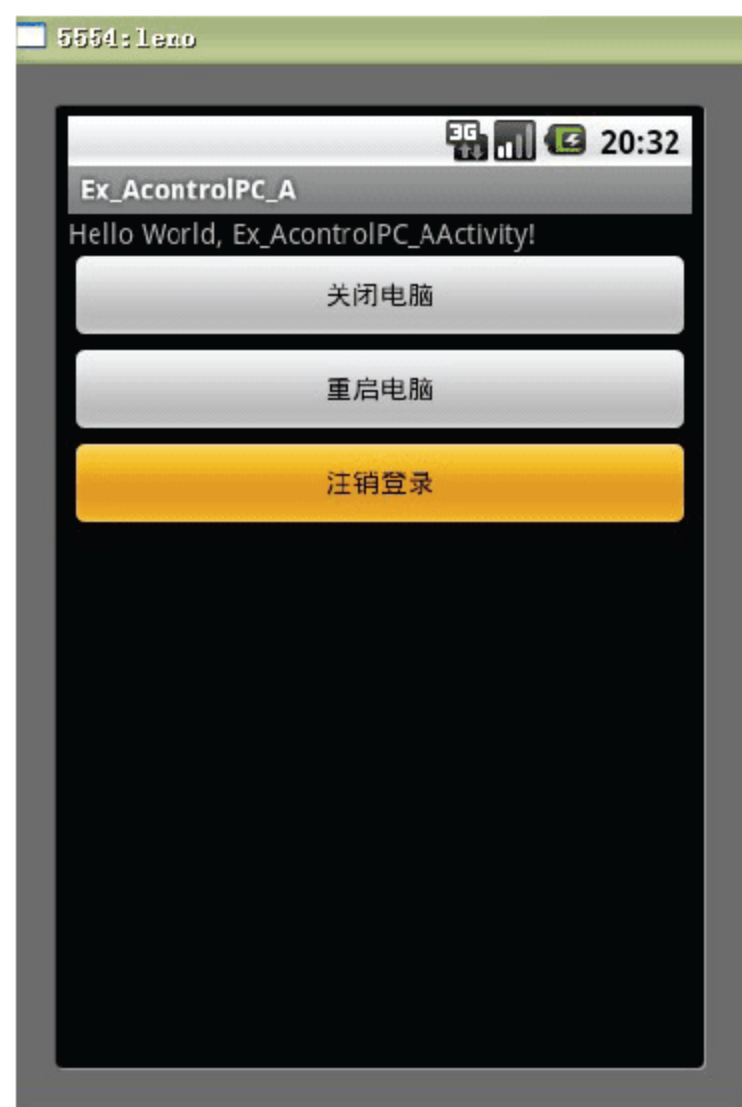 5554:leno
3G 20:32
Ex_AcontrolPC_A
Hello World, Ex_AcontrolPC_AActivity!
关闭电脑
重启电脑
注销登录